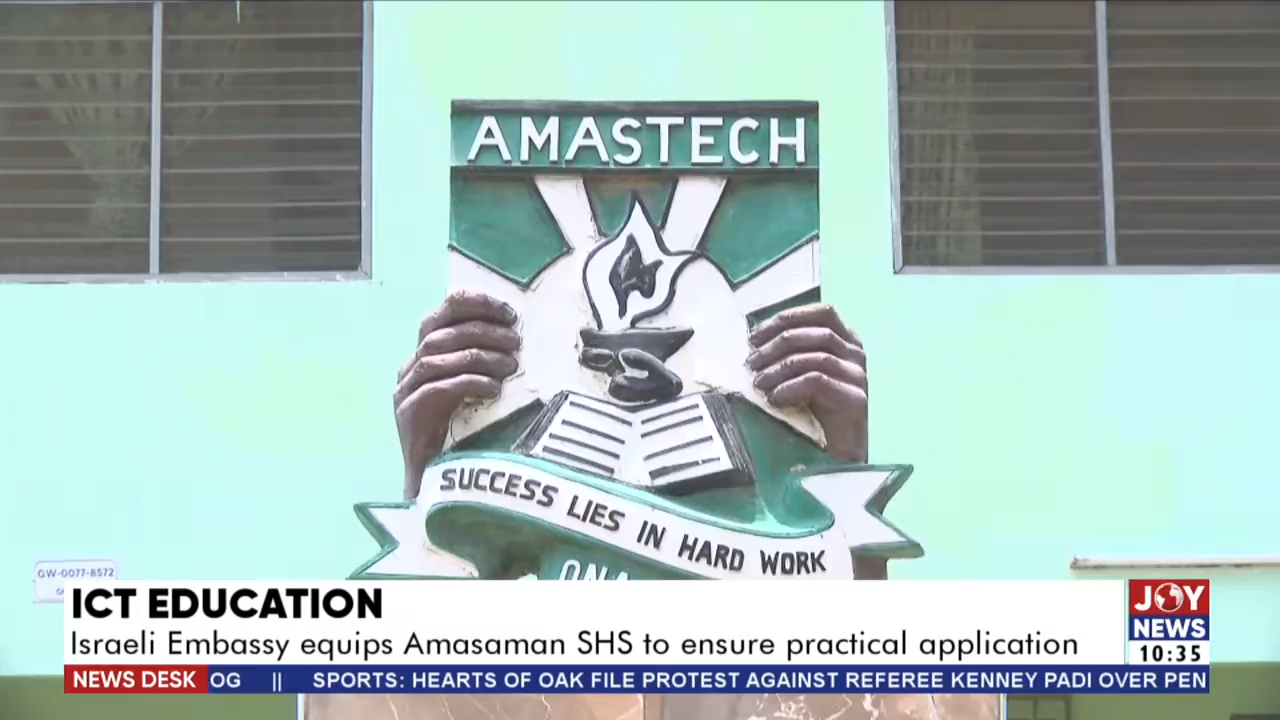 AMASTECH
SUCCESS LIES IN HARD WORK
GW-0077-8572
ICT EDUCATION
Israeli Embassy equips Amasaman SHS to ensure practical application
JOY
NEWS
10:35
NEWS DESK
OG || SPORTS: HEARTS OF OAK FILE PROTEST AGAINST REFEREE KENNEY PADI OVER PEN